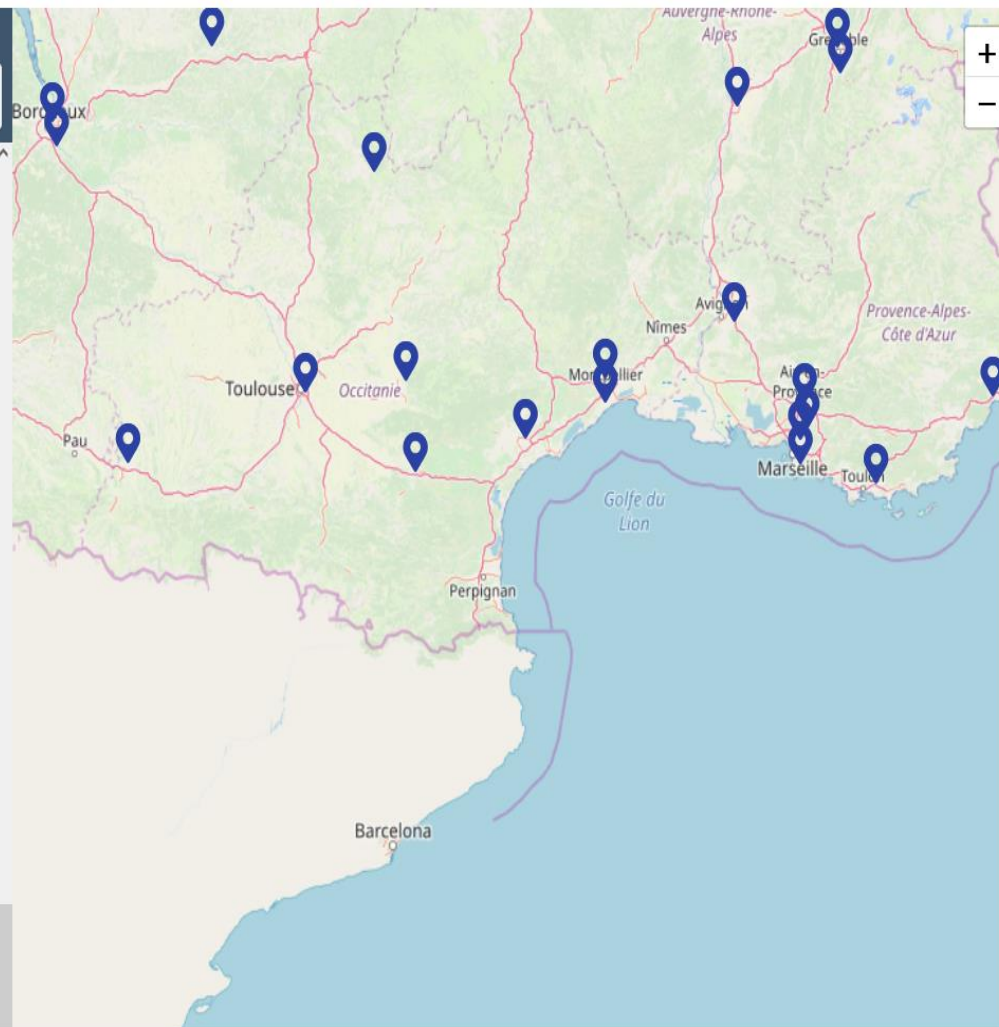 Auvergne-Rhône-
Alpes
Grenoble
Bordeaux
+
−
Avignon
Provence-Alpes-
Côte d'Azur
Nîmes
Montpellier
Aix-en-
Provence
Toulouse
Occitanie
Pau
Marseille
Toulon
Golfe du
Lion
Perpignan
Barcelona